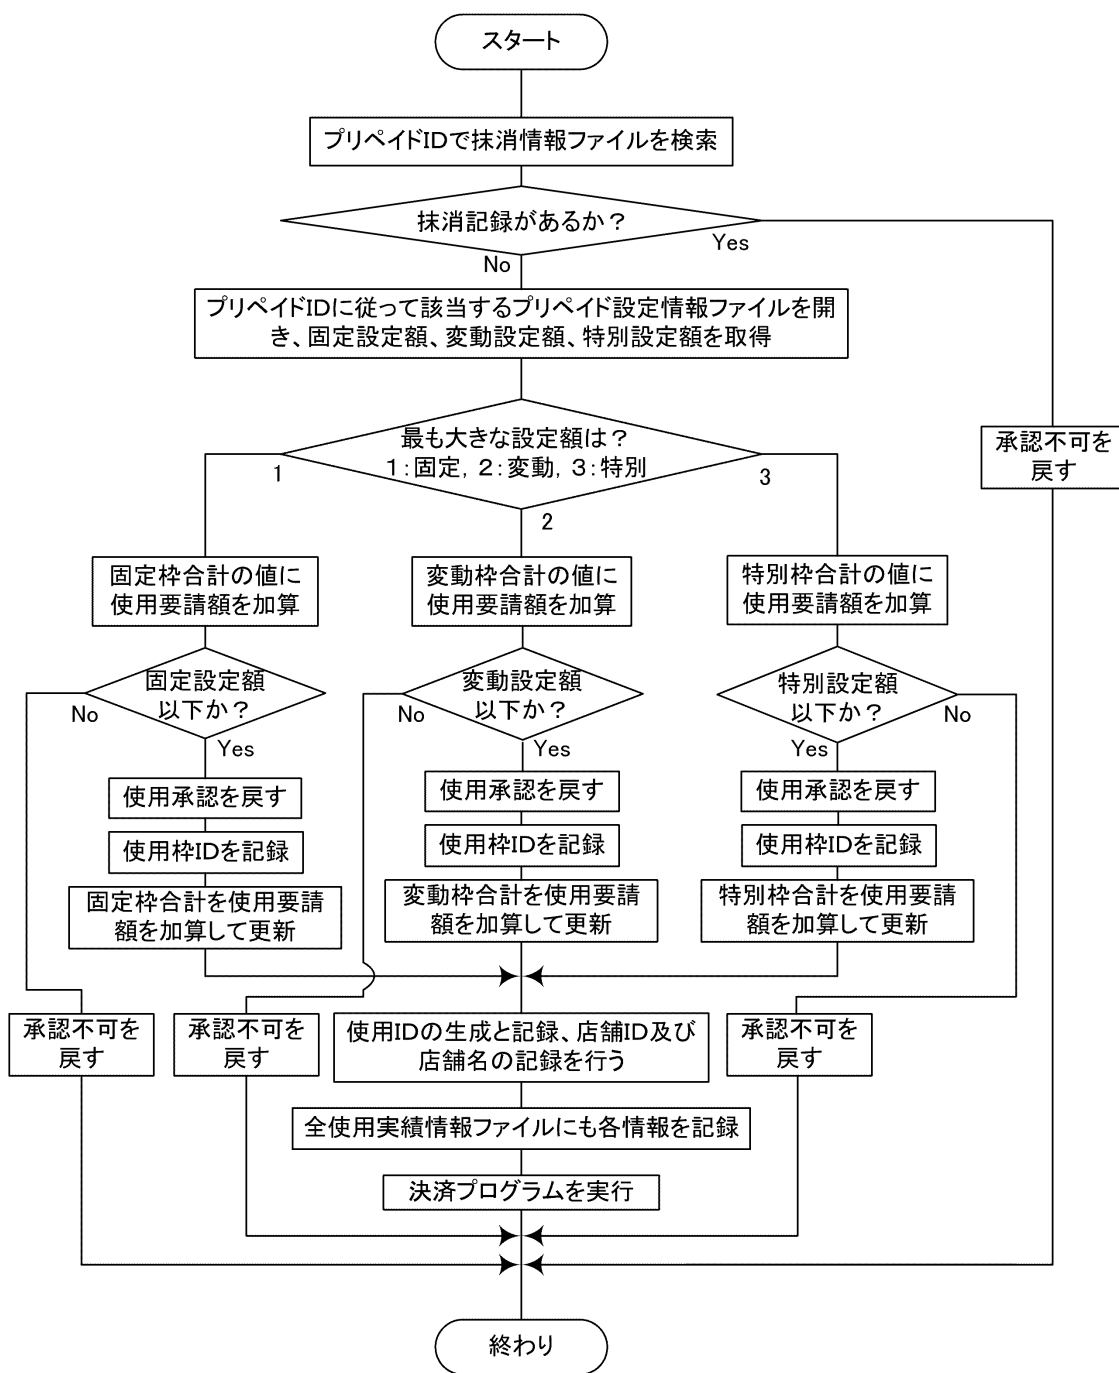 スタート
プリペイドIDで抹消情報ファイルを検索
抹消記録があるか？
Yes
No
プリペイドIDに従って該当するプリペイド設定情報ファイルを開
き、固定設定額、変動設定額、特別設定額を取得
承認不可を
戻す
最も大きな設定額は？
1：固定, 2：変動, 3：特別
1
2
3
固定枠合計の値に
使用要請額を加算
変動枠合計の値に
使用要請額を加算
特別枠合計の値に
使用要請額を加算
固定設定額
以下か？
No
Yes
変動設定額
以下か？
No
Yes
特別設定額
以下か？
Yes
No
使用承認を戻す
使用承認を戻す
使用承認を戻す
使用枠IDを記録
使用枠IDを記録
使用枠IDを記録
固定枠合計を使用要請
額を加算して更新
変動枠合計を使用要請
額を加算して更新
特別枠合計を使用要請
額を加算して更新
承認不可を
戻す
承認不可を
戻す
使用IDの生成と記録、店舗ID及び
店舗名の記録を行う
承認不可を
戻す
全使用実績情報ファイルにも各情報を記録
決済プログラムを実行
終わり